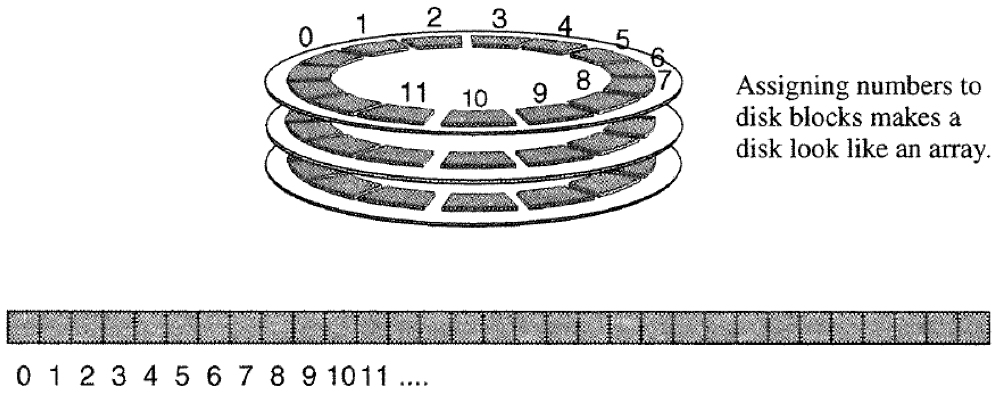 0 1 2 3 4 5 6 7 8 9 10 11
Assigning numbers to
disk blocks makes a
disk look like an array.
0 1 2 3 4 5 6 7 8 9 10 11 ....